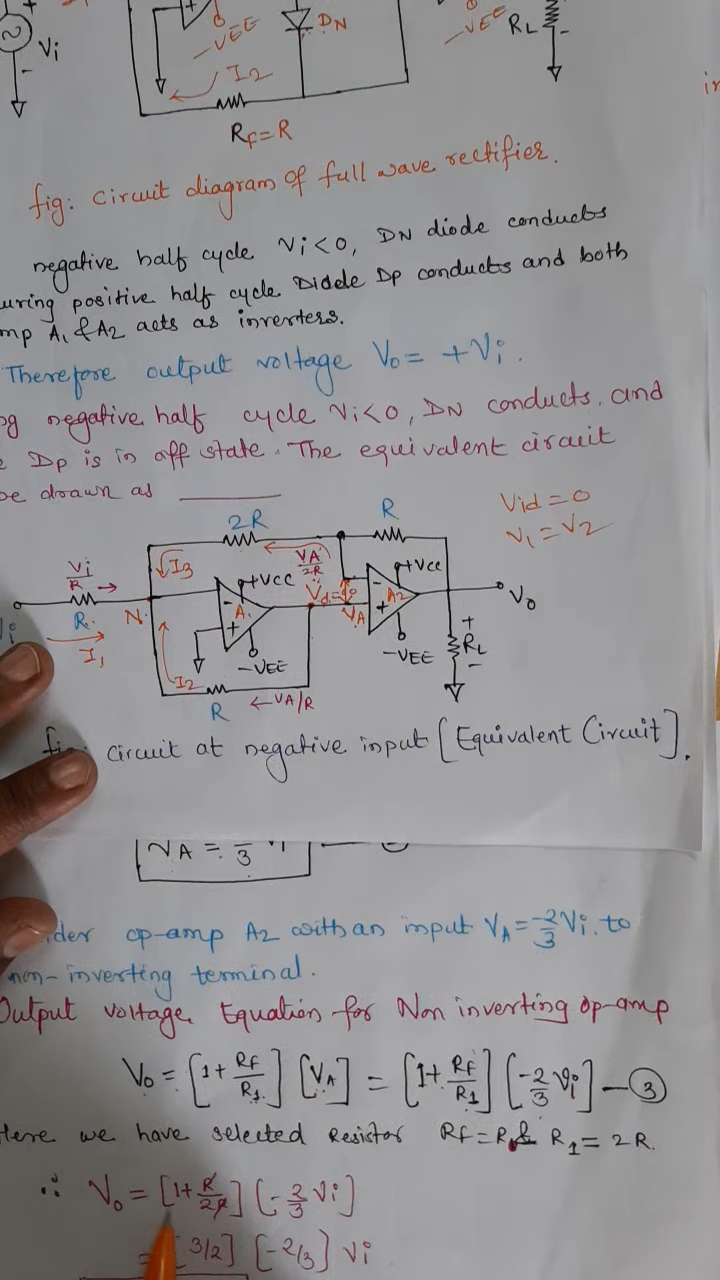 Vi
-VEE
DN
-VEE
RL
I2
Rf=R
fig: Circuit diagram of full wave rectifier.
negative half cycle Vi<0, DN diode conducts
uring positive half cycle Diode Dp conducts and both
mp A1 & A2 acts as inverters.
Therefore output voltage Vo= +Vi.
ng negative half cycle Vi<0, DN conducts. and
e Dp is in off state. The equivalent circuit
be drawn as
Vid=0
V1=V2
2R
R
Vi/R
I3
VA/2R
+VCC
+VCC
Vd=0
R
N
- A1 +
VA
- A2 +
Vo
I1
-VEE
-VEE
+ RL -
I2
R
←VA/R
fig: Circuit at negative input [Equivalent Circuit].
VA = 3
der op-amp A2 with an input VA=-2/3 Vi. to
non-inverting terminal.
Output voltage Equation for Non inverting op-amp
Vo = [1+ Rf/R1] [VA] = [1+ Rf/R1] [-2/3 Vi] — 3
Here we have selected Resistor Rf=R & R1=2R.
∴ Vo = [1+ R/2R] [-2/3 Vi]
= [3/2] [-2/3] Vi